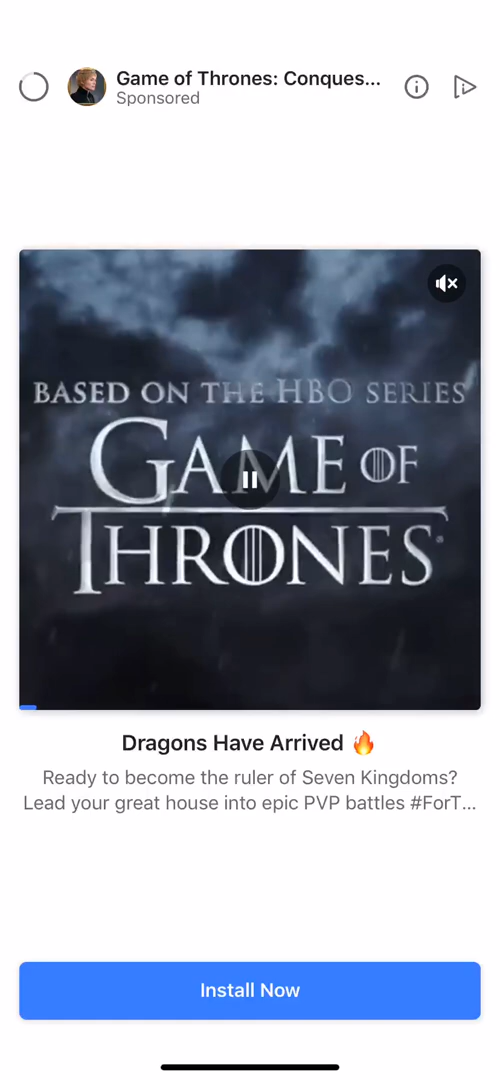 Game of Thrones: Conques...
Sponsored
BASED ON THE HBO SERIES
GAME OF
THRONES
Dragons Have Arrived 🔥
Ready to become the ruler of Seven Kingdoms?
Lead your great house into epic PVP battles #ForT...
Install Now